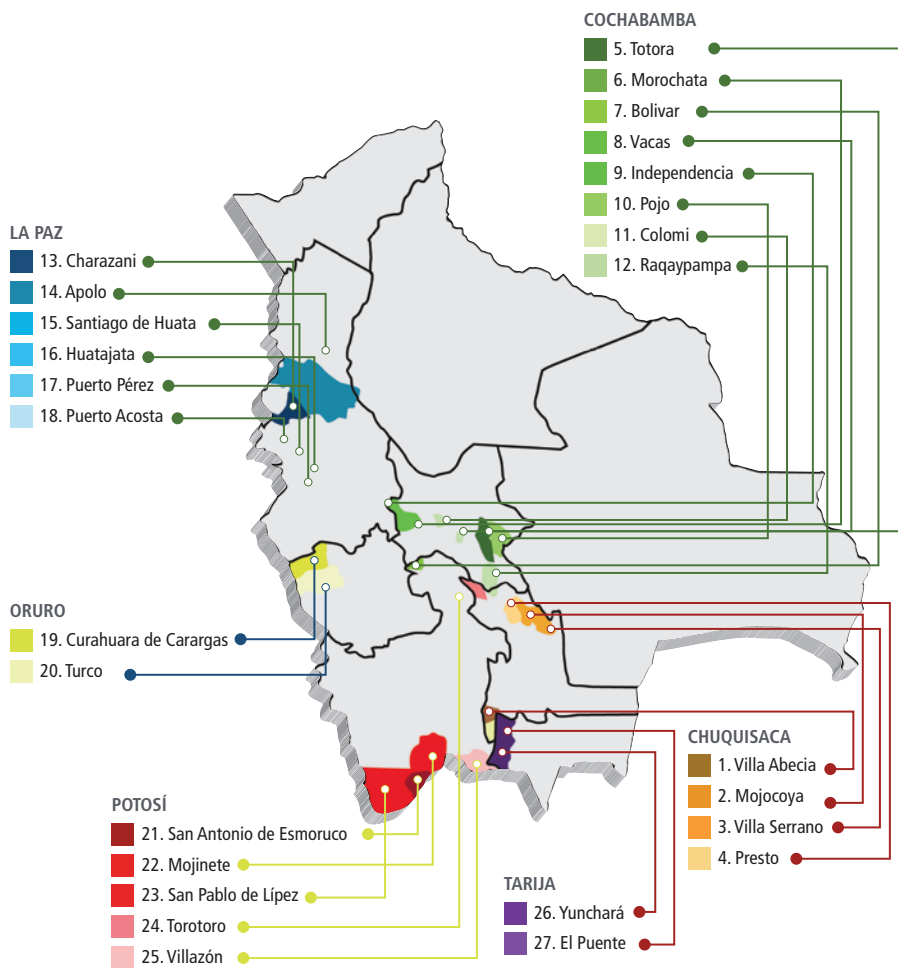 COCHABAMBA
5. Totora
6. Morochata
7. Bolivar
8. Vacas
9. Independencia
10. Pojo
11. Colomi
12. Raqaypampa
LA PAZ
13. Charazani
14. Apolo
15. Santiago de Huata
16. Huatajata
17. Puerto Pérez
18. Puerto Acosta
ORURO
19. Curahuara de Carargas
20. Turco
POTOSÍ
21. San Antonio de Esmoruco
22. Mojinete
23. San Pablo de Lípez
24. Torotoro
25. Villazón
TARIJA
26. Yunchará
27. El Puente
CHUQUISACA
1. Villa Abecia
2. Mojocoya
3. Villa Serrano
4. Presto